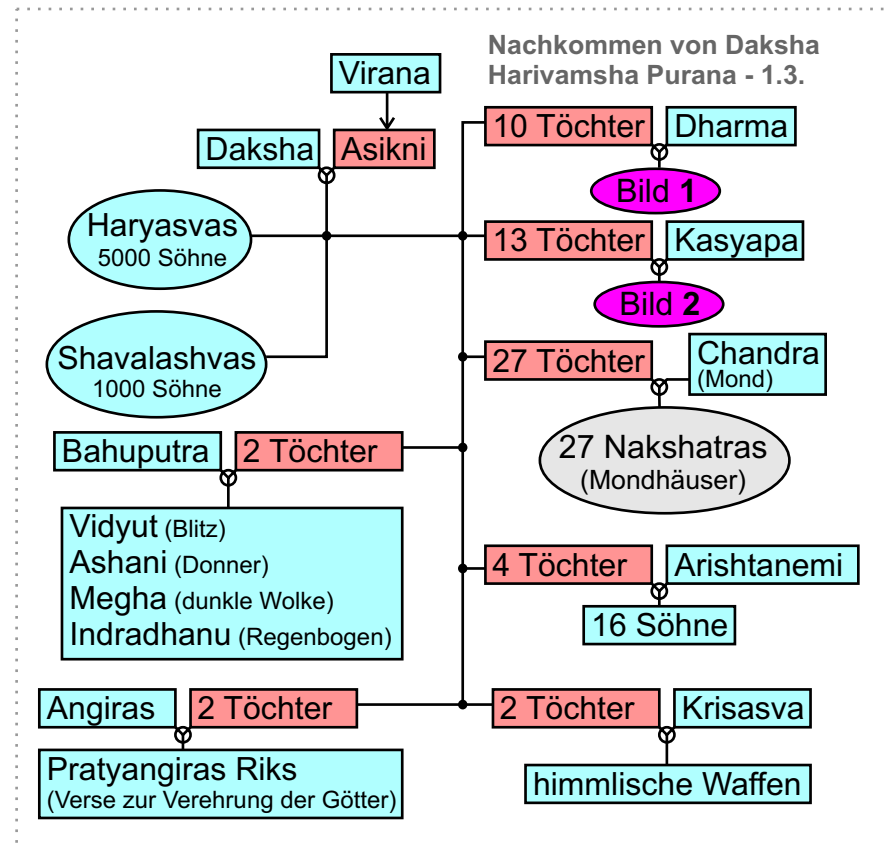 Nachkommen von Daksha
Harivamsha Purana - 1.3.
Virana
Daksha
Asikni
10 Töchter
Dharma
Bild 1
Haryasvas
5000 Söhne
13 Töchter
Kasyapa
Bild 2
Shavalashvas
1000 Söhne
27 Töchter
Chandra
(Mond)
27 Nakshatras
(Mondhäuser)
Bahuputra
2 Töchter
Vidyut (Blitz)
Ashani (Donner)
Megha (dunkle Wolke)
Indradhanu (Regenbogen)
4 Töchter
Arishtanemi
16 Söhne
Angiras
2 Töchter
Pratyangiras Riks
(Verse zur Verehrung der Götter)
2 Töchter
Krisasva
himmlische Waffen